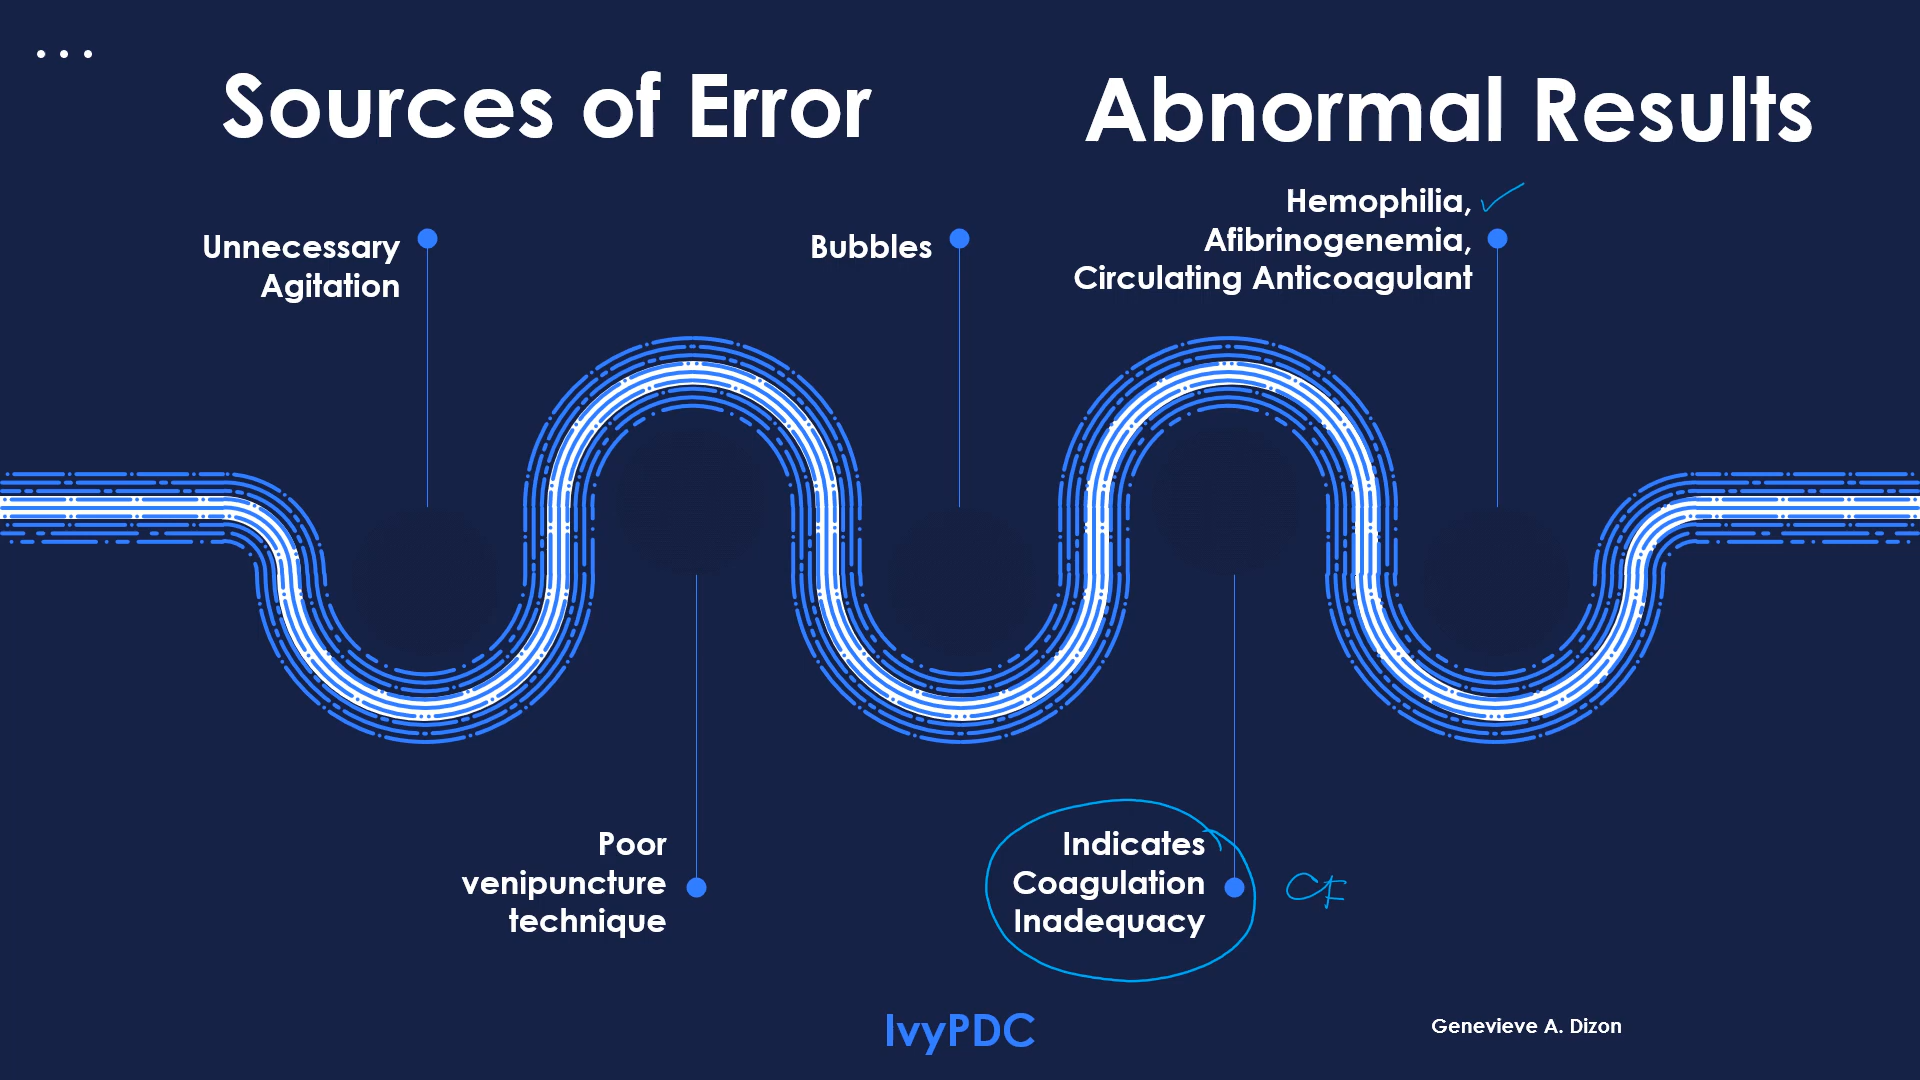 Sources of Error
Abnormal Results
Unnecessary
Agitation
Bubbles
Hemophilia,
Afibrinogenemia,
Circulating Anticoagulant
Poor
venipuncture
technique
Indicates
Coagulation
Inadequacy
CF
IvyPDC
Genevieve A. Dizon